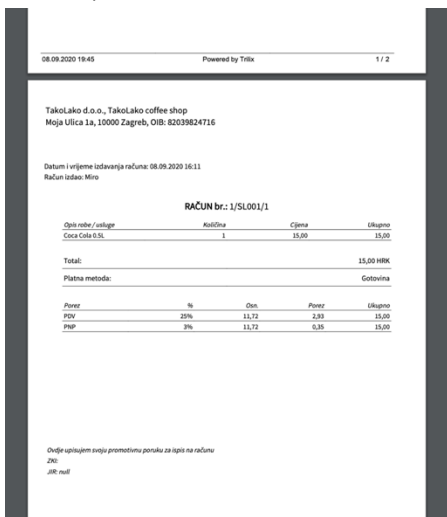 08.09.2020 19:45 Powered by Trilix 1 / 2
TakoLako d.o.o., TakoLako coffee shop
Moja Ulica 1a, 10000 Zagreb, OIB: 82039824716
Datum i vrijeme izdavanja računa: 08.09.2020 16:11
Račun izdao: Miro
RAČUN br.: 1/SL001/1
Opis robe / usluge Količina Cijena Ukupno
Coca Cola 0.5L 1 15,00 15,00
Total: 15,00 HRK
Platna metoda: Gotovina
Porez % Osn. Porez Ukupno
PDV 25% 11,72 2,93 15,00
PNP 3% 11,72 0,35 15,00
Ovdje upisujem svoju promotivnu poruku za ispis na računu
ZKI:
JIR: null